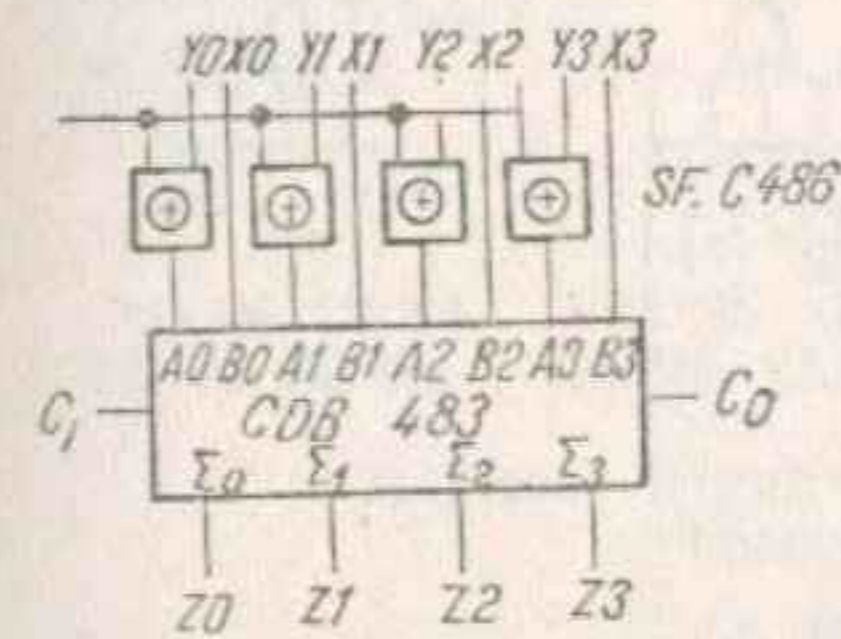 Y0 X0 Y1 X1 Y2 X2 Y3 X3
SF. C486
A0 B0 A1 B1 A2 B2 A3 B3
Ci CDB 483 C0
Σ0 Σ1 Σ2 Σ3
Z0 Z1 Z2 Z3